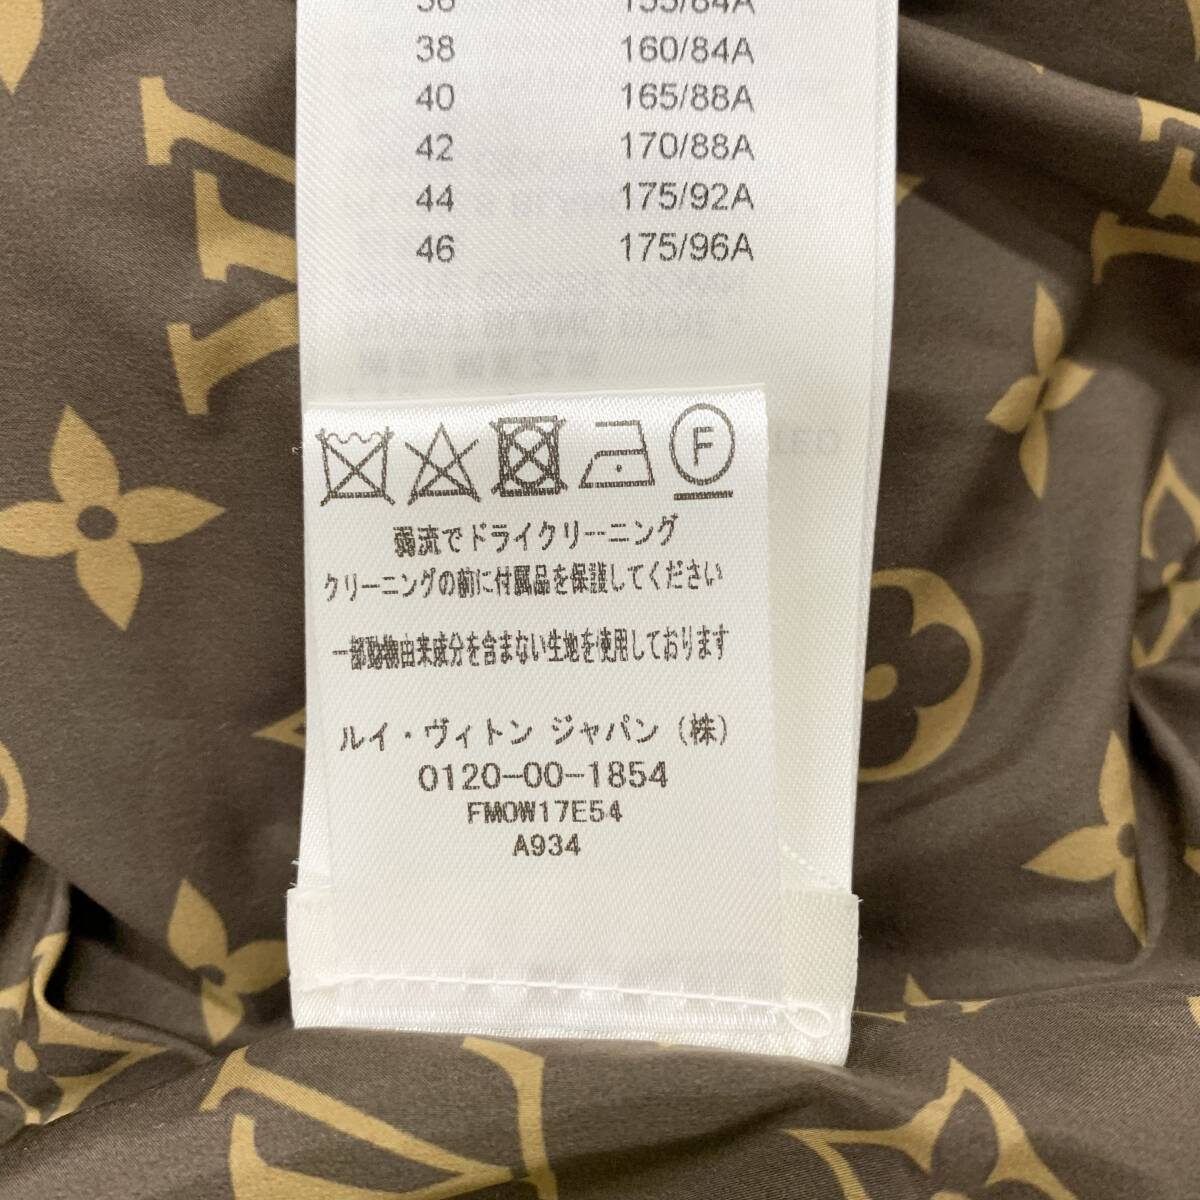 36 155/84A
38 160/84A
40 165/88A
42 170/88A
44 175/92A
46 175/96A
F
弱流でドライクリーニング
クリーニングの前に付属品を保護してください
一部動物由来成分を含まない生地を使用しております
ルイ・ヴィトン ジャパン (株)
0120-00-1854
FMOW17E54
A934